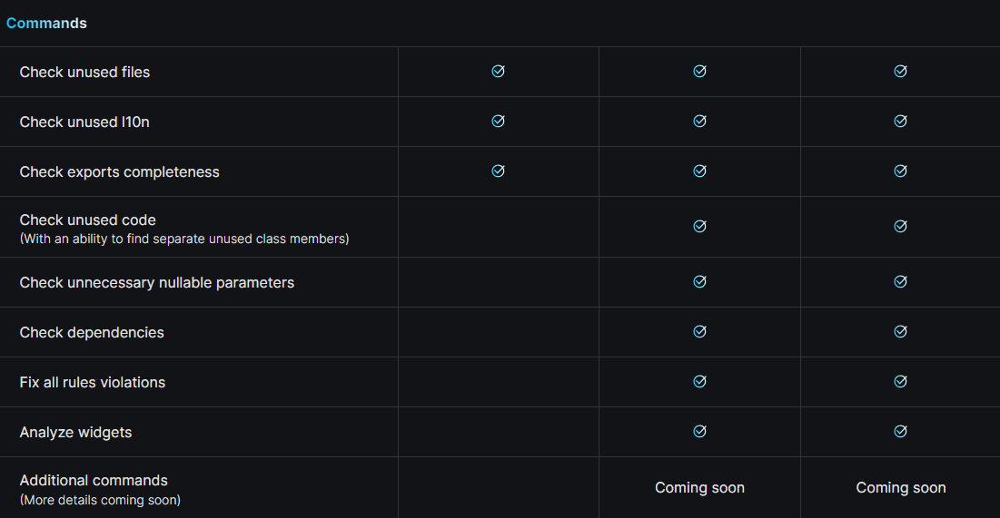 Commands
Check unused files
Check unused l10n
Check exports completeness
Check unused code
(With an ability to find separate unused class members)
Check unnecessary nullable parameters
Check dependencies
Fix all rules violations
Analyze widgets
Additional commands
(More details coming soon)
Coming soon
Coming soon